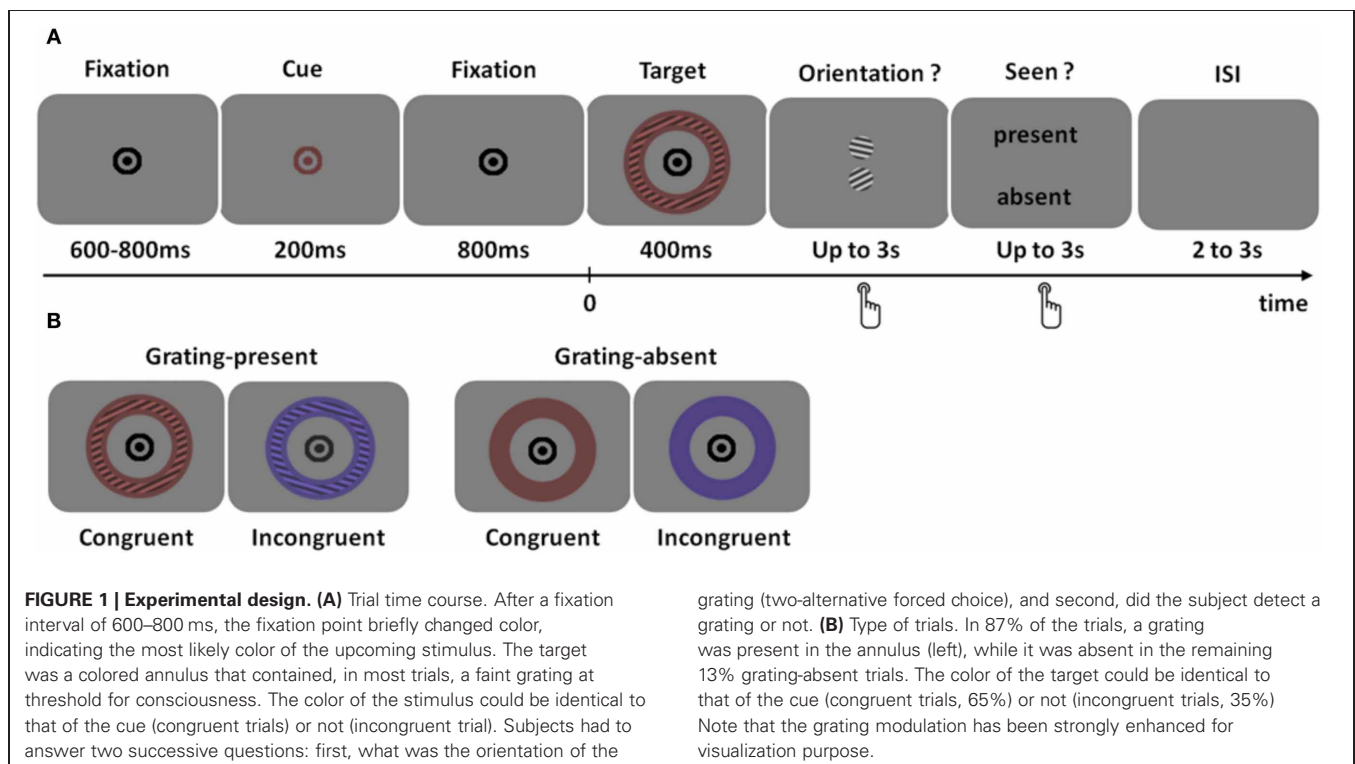 A
Fixation Cue Fixation Target Orientation ? Seen ? ISI
present
absent
600-800ms 200ms 800ms 400ms Up to 3s Up to 3s 2 to 3s
0 time
B
Grating-present Grating-absent
Congruent Incongruent Congruent Incongruent
FIGURE 1 | Experimental design. (A) Trial time course. After a fixation
interval of 600–800 ms, the fixation point briefly changed color,
indicating the most likely color of the upcoming stimulus. The target
was a colored annulus that contained, in most trials, a faint grating at
threshold for consciousness. The color of the stimulus could be identical to
that of the cue (congruent trials) or not (incongruent trial). Subjects had to
answer two successive questions: first, what was the orientation of the
grating (two-alternative forced choice), and second, did the subject detect a
grating or not. (B) Type of trials. In 87% of the trials, a grating
was present in the annulus (left), while it was absent in the remaining
13% grating-absent trials. The color of the target could be identical to
that of the cue (congruent trials, 65%) or not (incongruent trials, 35%)
Note that the grating modulation has been strongly enhanced for
visualization purpose.